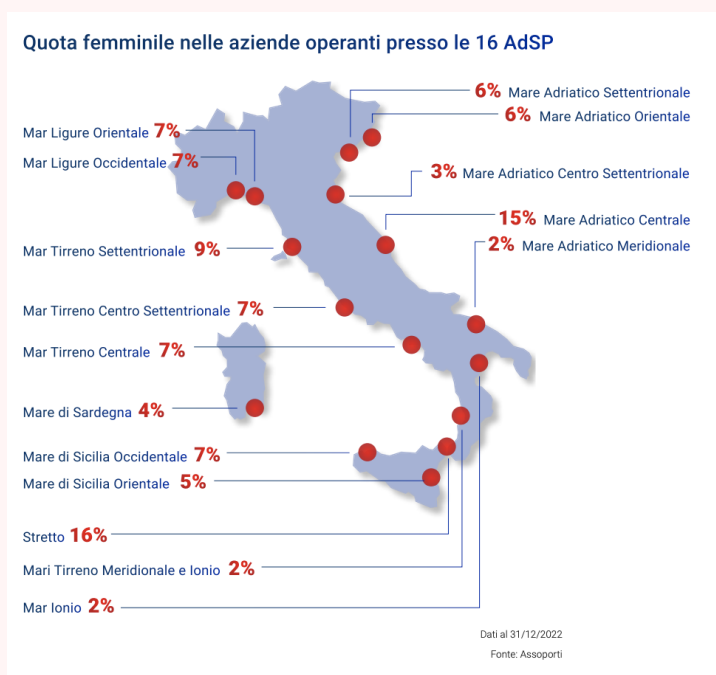 Quota femminile nelle aziende operanti presso le 16 AdSP
6% Mare Adriatico Settentrionale
6% Mare Adriatico Orientale
Mar Ligure Orientale 7%
Mar Ligure Occidentale 7%
3% Mare Adriatico Centro Settentrionale
15% Mare Adriatico Centrale
2% Mare Adriatico Meridionale
Mar Tirreno Settentrionale 9%
Mar Tirreno Centro Settentrionale 7%
Mar Tirreno Centrale 7%
Mare di Sardegna 4%
Mare di Sicilia Occidentale 7%
Mare di Sicilia Orientale 5%
Stretto 16%
Mari Tirreno Meridionale e Ionio 2%
Mar Ionio 2%
Dati al 31/12/2022
Fonte: Assoporti